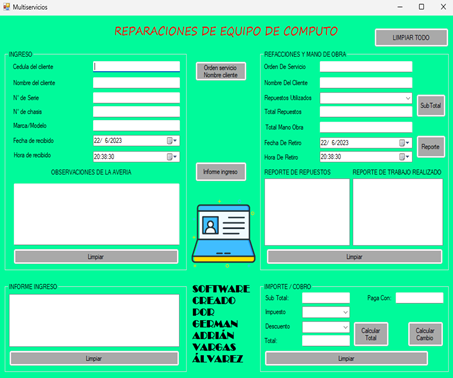 Multiservicios
REPARACIONES DE EQUIPO DE COMPUTO
LIMPIAR TODO
INGRESO
Cedula del cliente
Nombre del cliente
N° de Serie
N° de chasis
Marca/Modelo
Fecha de recibido
22/ 6/2023
Hora de recibido
20:38:30
OBSERVACIONES DE LA AVERIA
Limpiar
Orden servicio
Nombre cliente
Informe ingreso
REFACCIONES Y MANO DE OBRA
Orden De Servicio
Nombre Del Cliente
Repuestos Utilizados
Total Repuestos
Total Mano Obra
Fecha De Retiro
22/ 6/2023
Hora De Retiro
20:38:30
SubTotal
Reporte
REPORTE DE REPUESTOS
REPORTE DE TRABAJO REALIZADO
Limpiar
INFORME INGRESO
Limpiar
SOFTWARE
CREADO
POR
GERMAN
ADRIÁN
VARGAS
ÁLVAREZ
IMPORTE / COBRO
Sub Total:
Paga Con:
Impuesto
Descuento
Total:
Calcular
Total
Calcular
Cambio
Limpiar